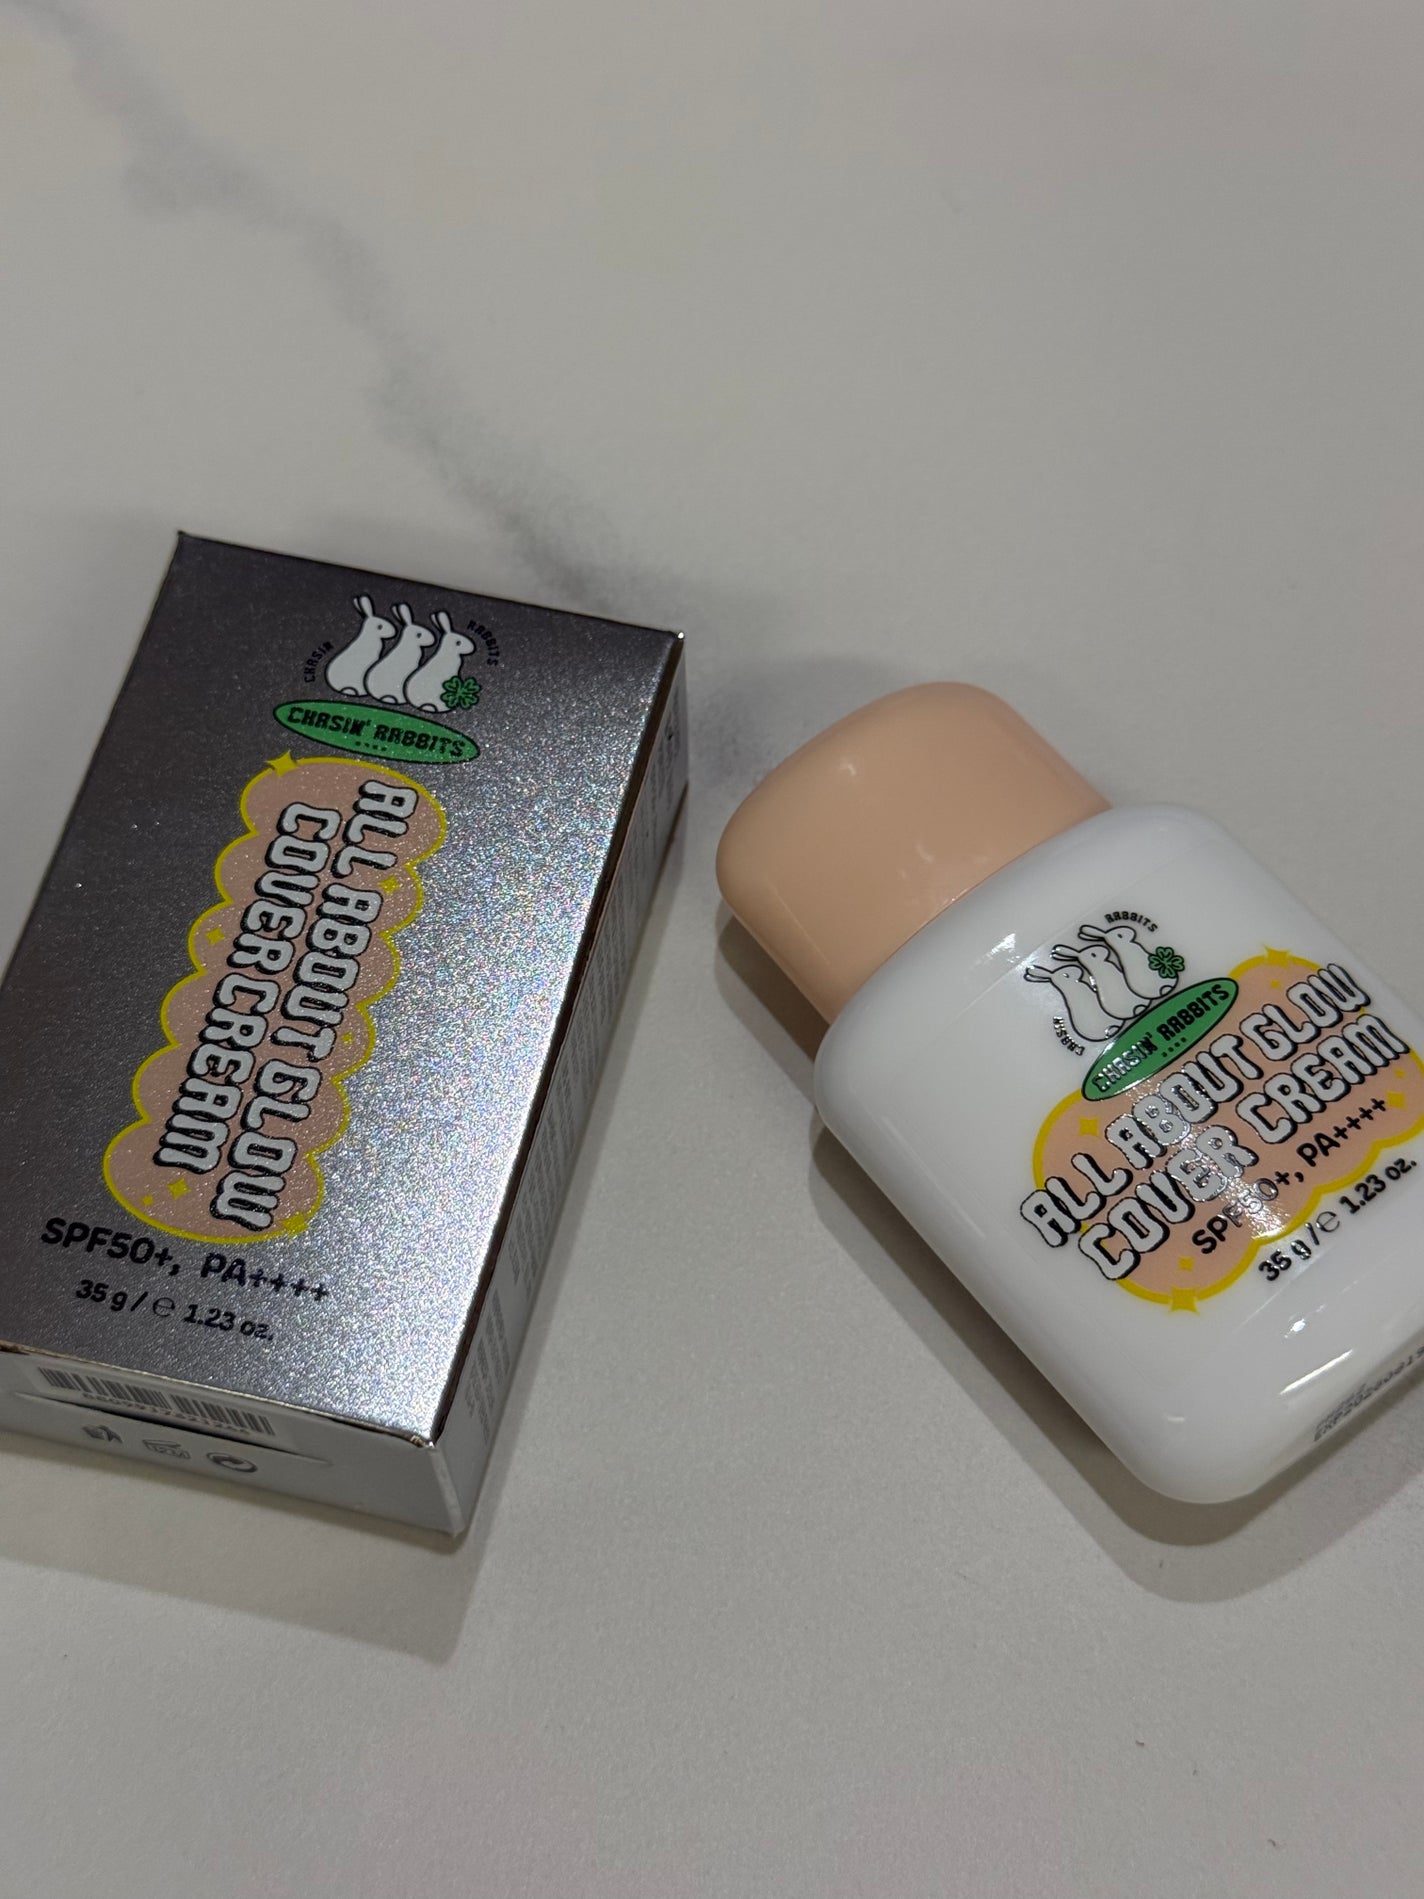 CHASIN
RABBITS
CHASIN' RABBITS
ALL ABOUT GLOW
COVER CREAM
SPF50+, PA++++
35 g / ℮ 1.23 oz.
12M
CHASIN
RABBITS
CHASIN' RABBITS
ALL ABOUT GLOW
COVER CREAM
SPF50+, PA++++
35 g / ℮ 1.23 oz.